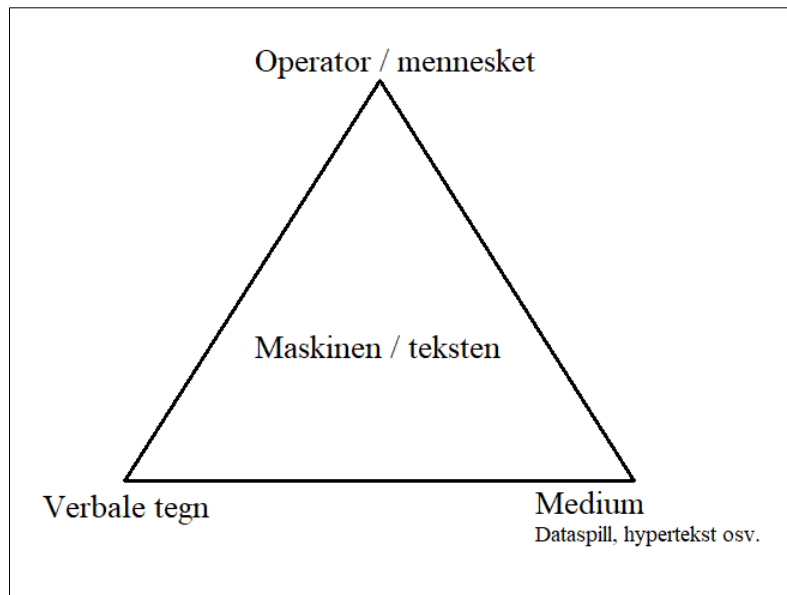 Operator / mennesket
Maskinen / teksten
Verbale tegn
Medium
Dataspill, hypertekst osv.